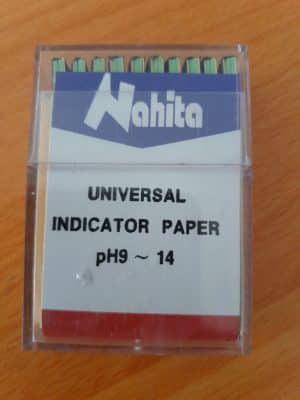 Nahita
UNIVERSAL
INDICATOR PAPER
pH9 ~ 14